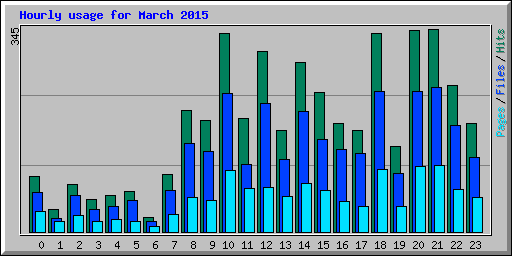 Hourly usage for March 2015
345
Pages/Files/Hits
0 1 2 3 4 5 6 7 8 9 10 11 12 13 14 15 16 17 18 19 20 21 22 23